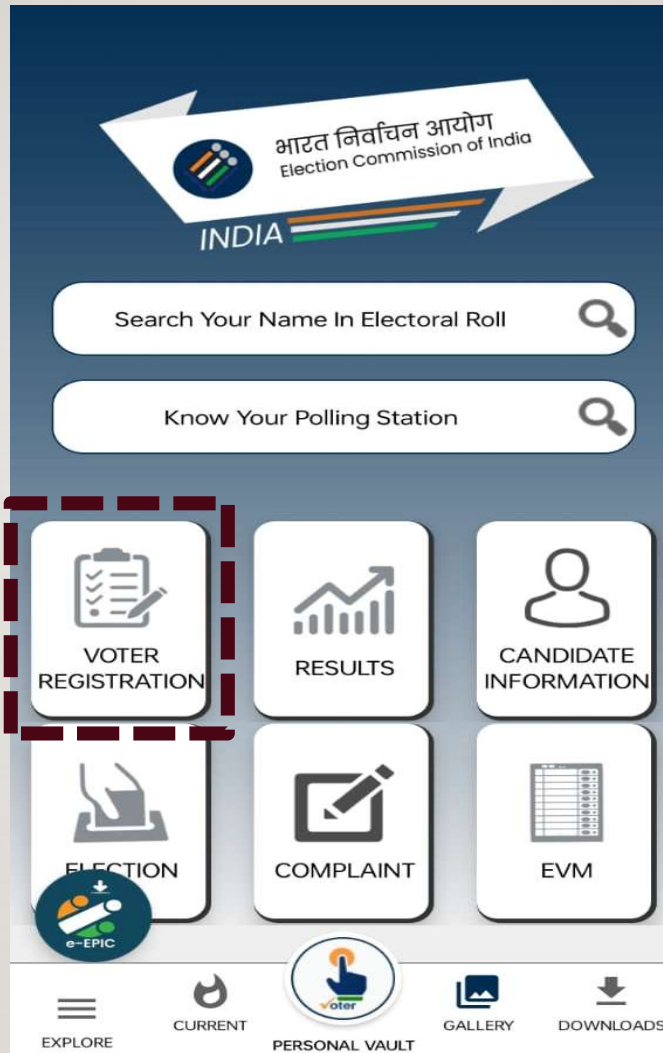 भारत निर्वाचन आयोग
Election Commission of India
INDIA
Search Your Name In Electoral Roll
Know Your Polling Station
VOTER
REGISTRATION
RESULTS
CANDIDATE
INFORMATION
ELECTION
COMPLAINT
EVM
e-EPIC
Voter
EXPLORE
CURRENT
PERSONAL VAULT
GALLERY
DOWNLOADS